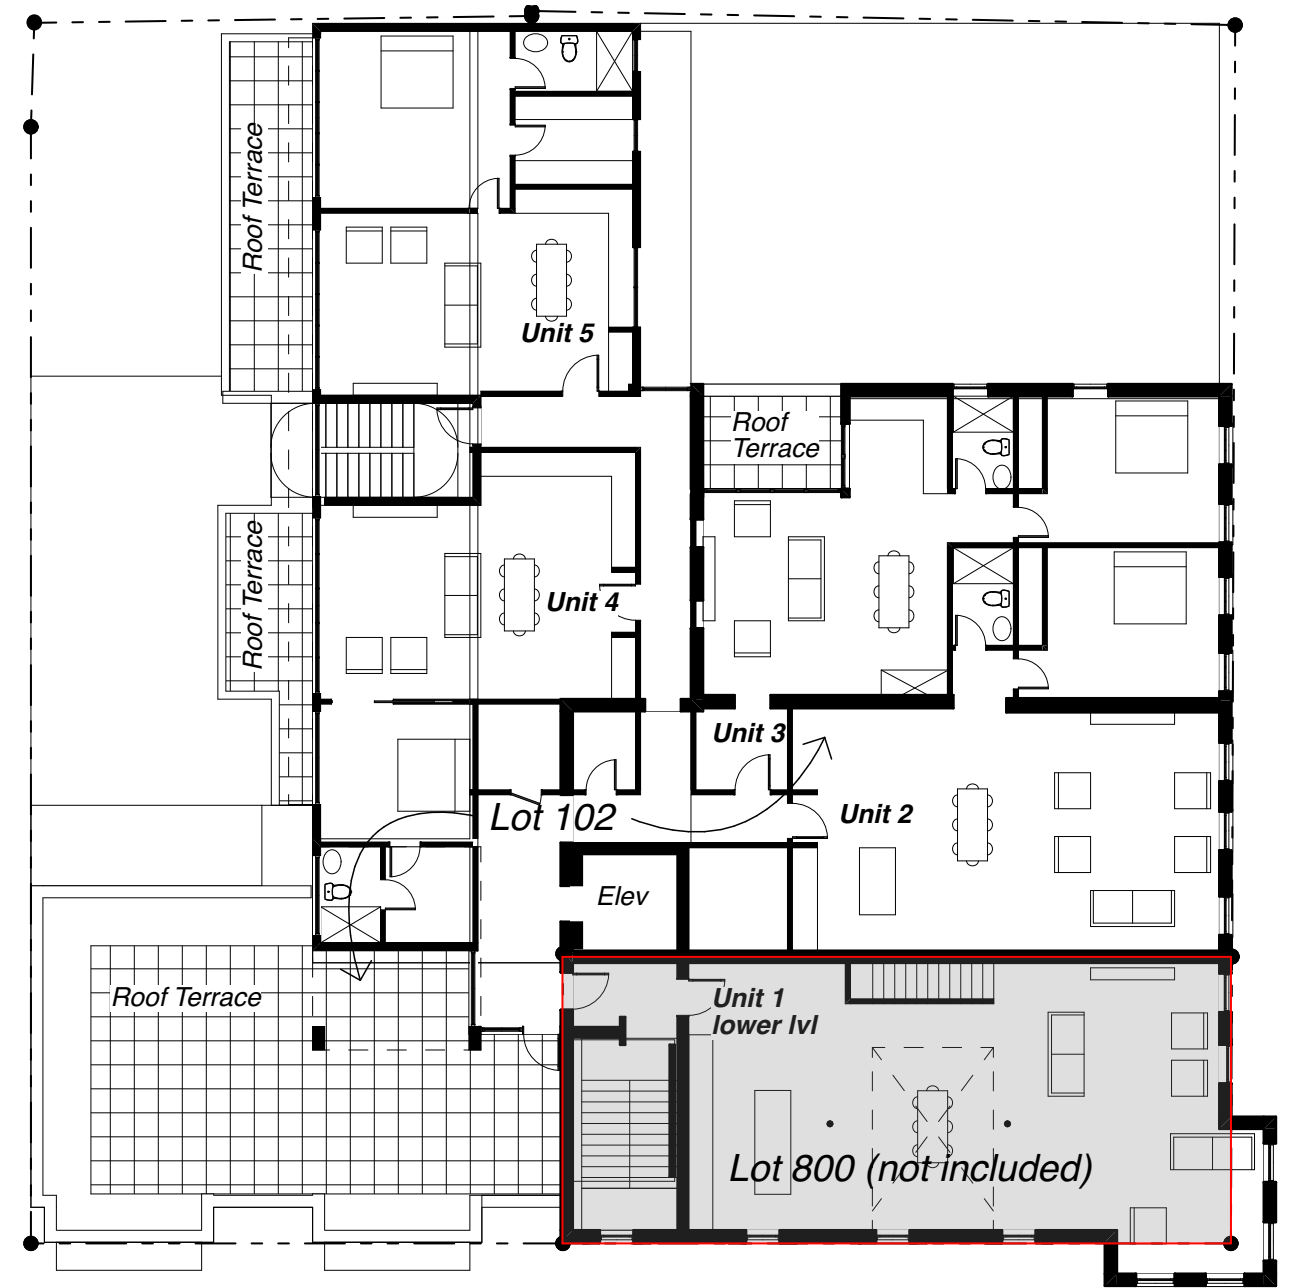 Roof Terrace
Unit 5
Roof
Terrace
Roof Terrace
Unit 4
Unit 3
Lot 102
Unit 2
Elev
Roof Terrace
Unit 1
lower lvl
Lot 800 (not included)